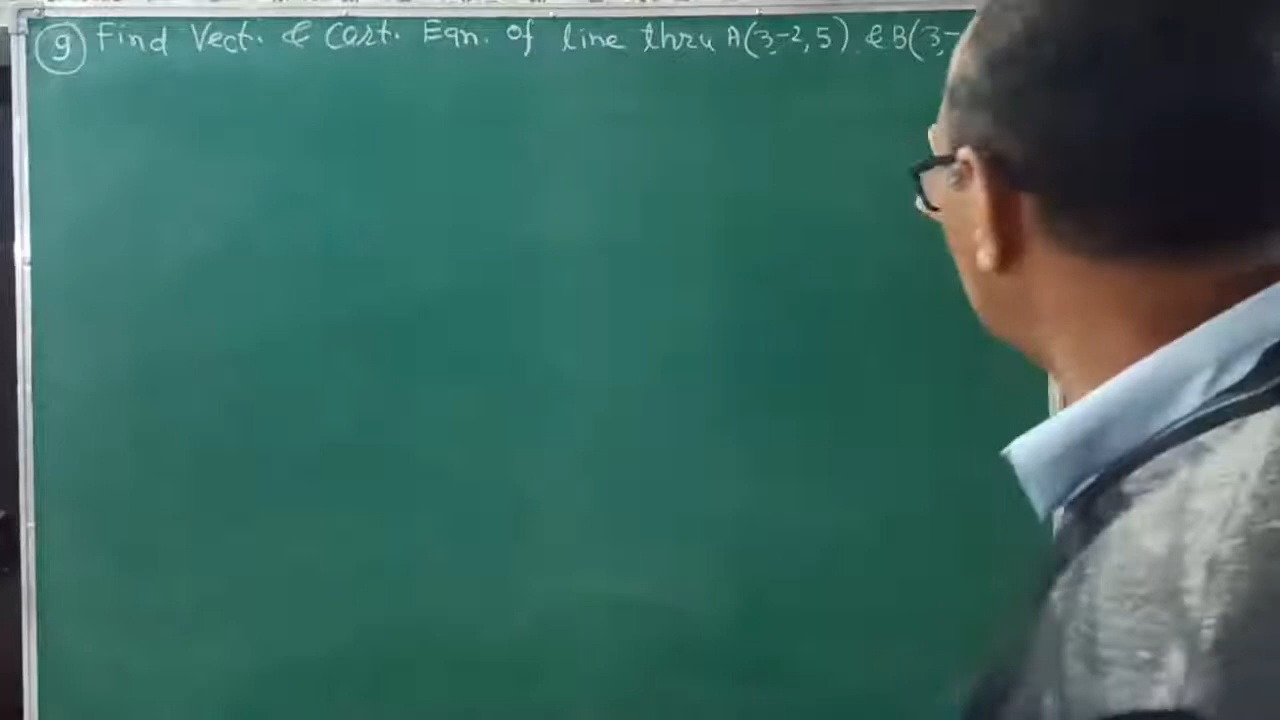 9 Find Vect. & Cart. Eqn. of line thru A(3,-2,5) & B(3,-